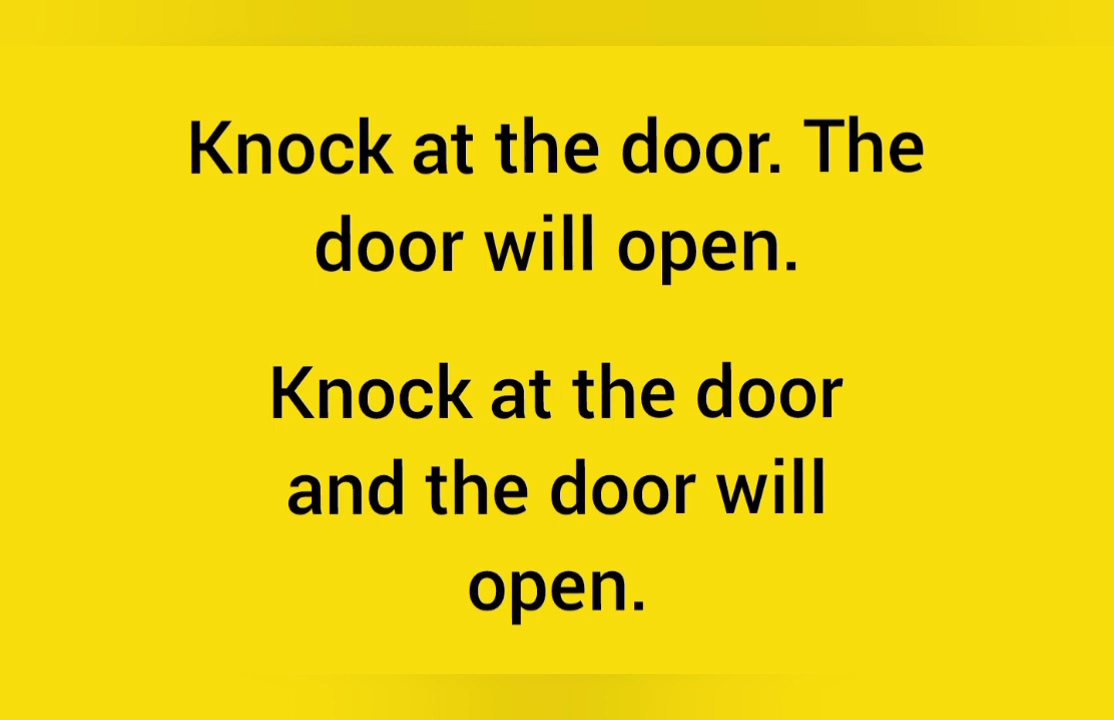 Knock at the door. The
door will open.
Knock at the door
and the door will
open.